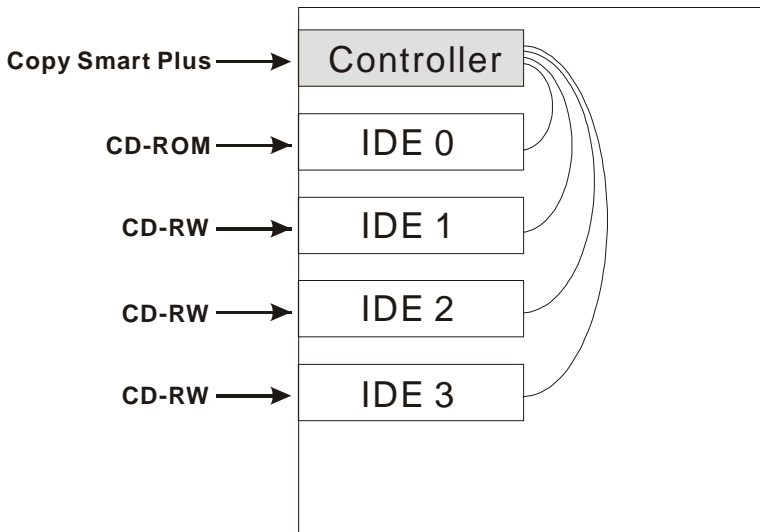 Copy Smart Plus Controller
CD-ROM IDE 0
CD-RW IDE 1
CD-RW IDE 2
CD-RW IDE 3